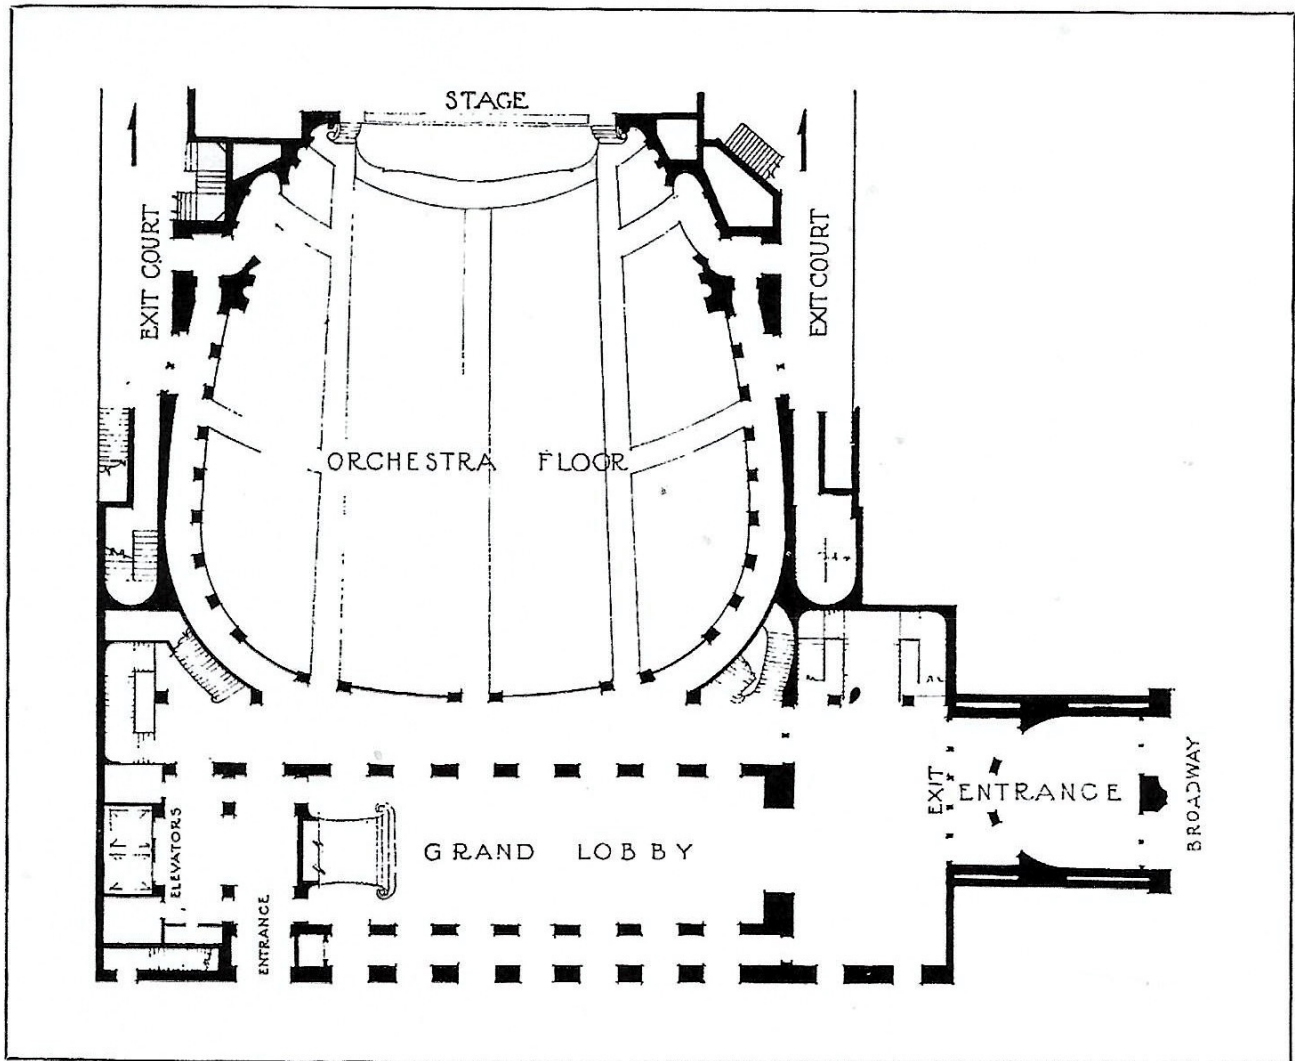 STAGE
EXIT COURT
EXIT COURT
ORCHESTRA FLOOR
EXIT
ENTRANCE
BROADWAY
ELEVATORS
GRAND LOBBY
ENTRANCE